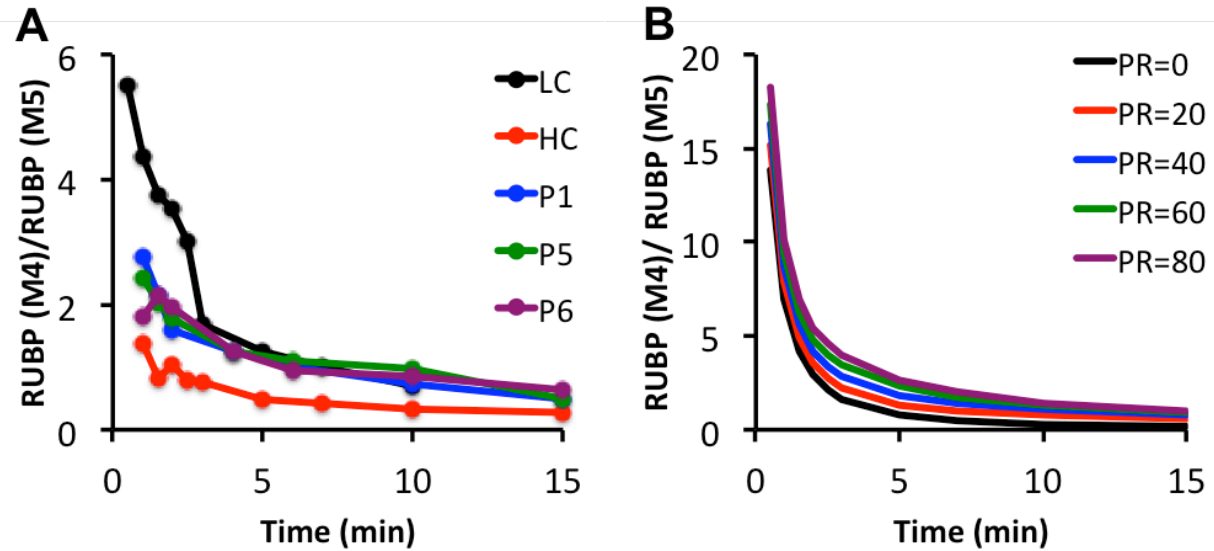 A
RUBP (M4)/RUBP (M5)
6
4
2
0
0
5
10
15
Time (min)
LC
HC
P1
P5
P6
B
RUBP (M4)/ RUBP (M5)
20
15
10
5
0
0
5
10
15
Time (min)
PR=0
PR=20
PR=40
PR=60
PR=80